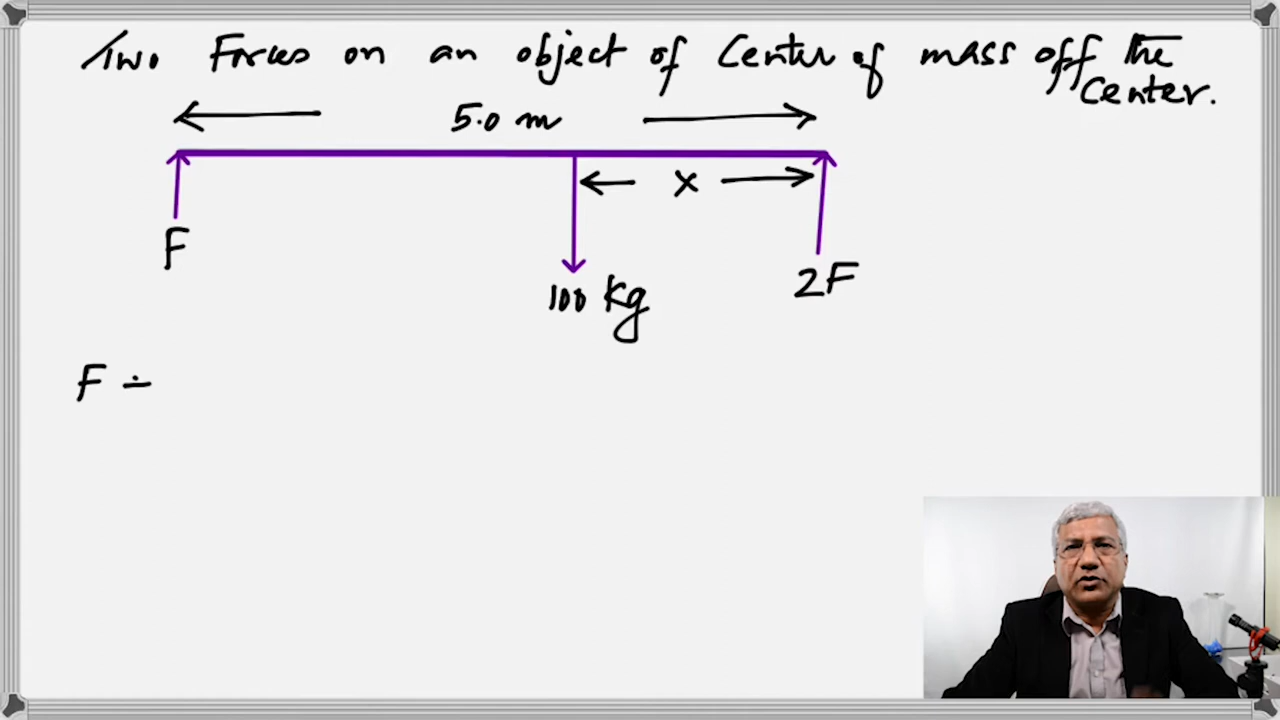 Two Forces on an object of Center of mass off the
Center.
5.0 m
x
F
2F
100 Kg
F =